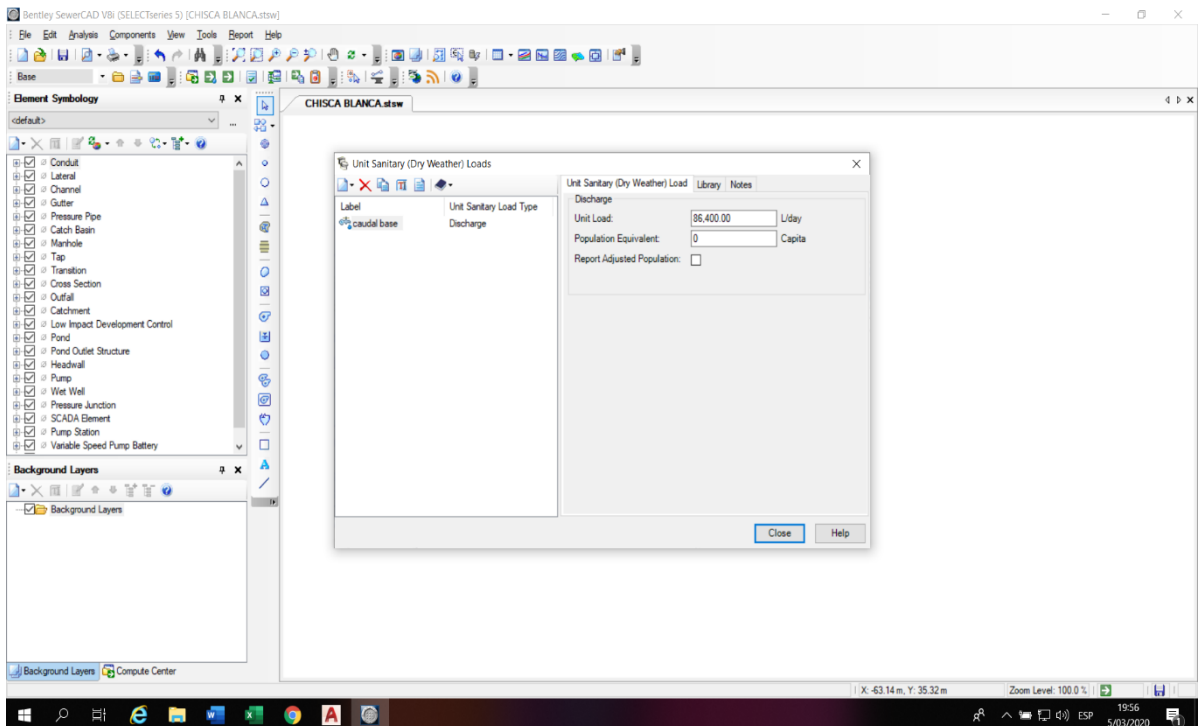 Bentley SewerCAD V8i (SELECTseries 5) [CHISCA BLANCA.stsw]
File Edit Analysis Components View Tools Report Help
Base
Element Symbology
CHISCA BLANCA.stsw
<default>
Conduit
Lateral
Channel
Gutter
Pressure Pipe
Catch Basin
Manhole
Tap
Transition
Cross Section
Outfall
Catchment
Low Impact Development Control
Pond
Pond Outlet Structure
Headwall
Pump
Wet Well
Pressure Junction
SCADA Element
Pump Station
Variable Speed Pump Battery
Background Layers
Background Layers
Background Layers Compute Center
Unit Sanitary (Dry Weather) Loads
Label Unit Sanitary Load Type
caudal base Discharge
Unit Sanitary (Dry Weather) Load Library Notes
Discharge
Unit Load: 86,400.00 L/day
Population Equivalent: 0 Capita
Report Adjusted Population:
Close Help
X: -63.14 m, Y: 35.32 m Zoom Level: 100.0 %
ESP
19:56
5/03/2020